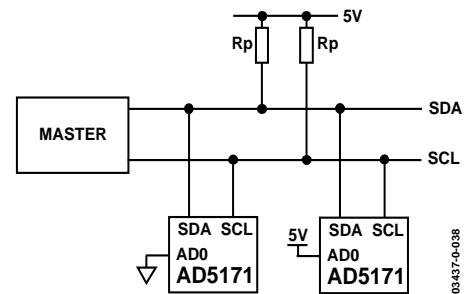 5V
Rp Rp
SDA
MASTER
SCL
SDA SCL
AD0
AD5171
5V
SDA SCL
AD0
AD5171
03437-0-038